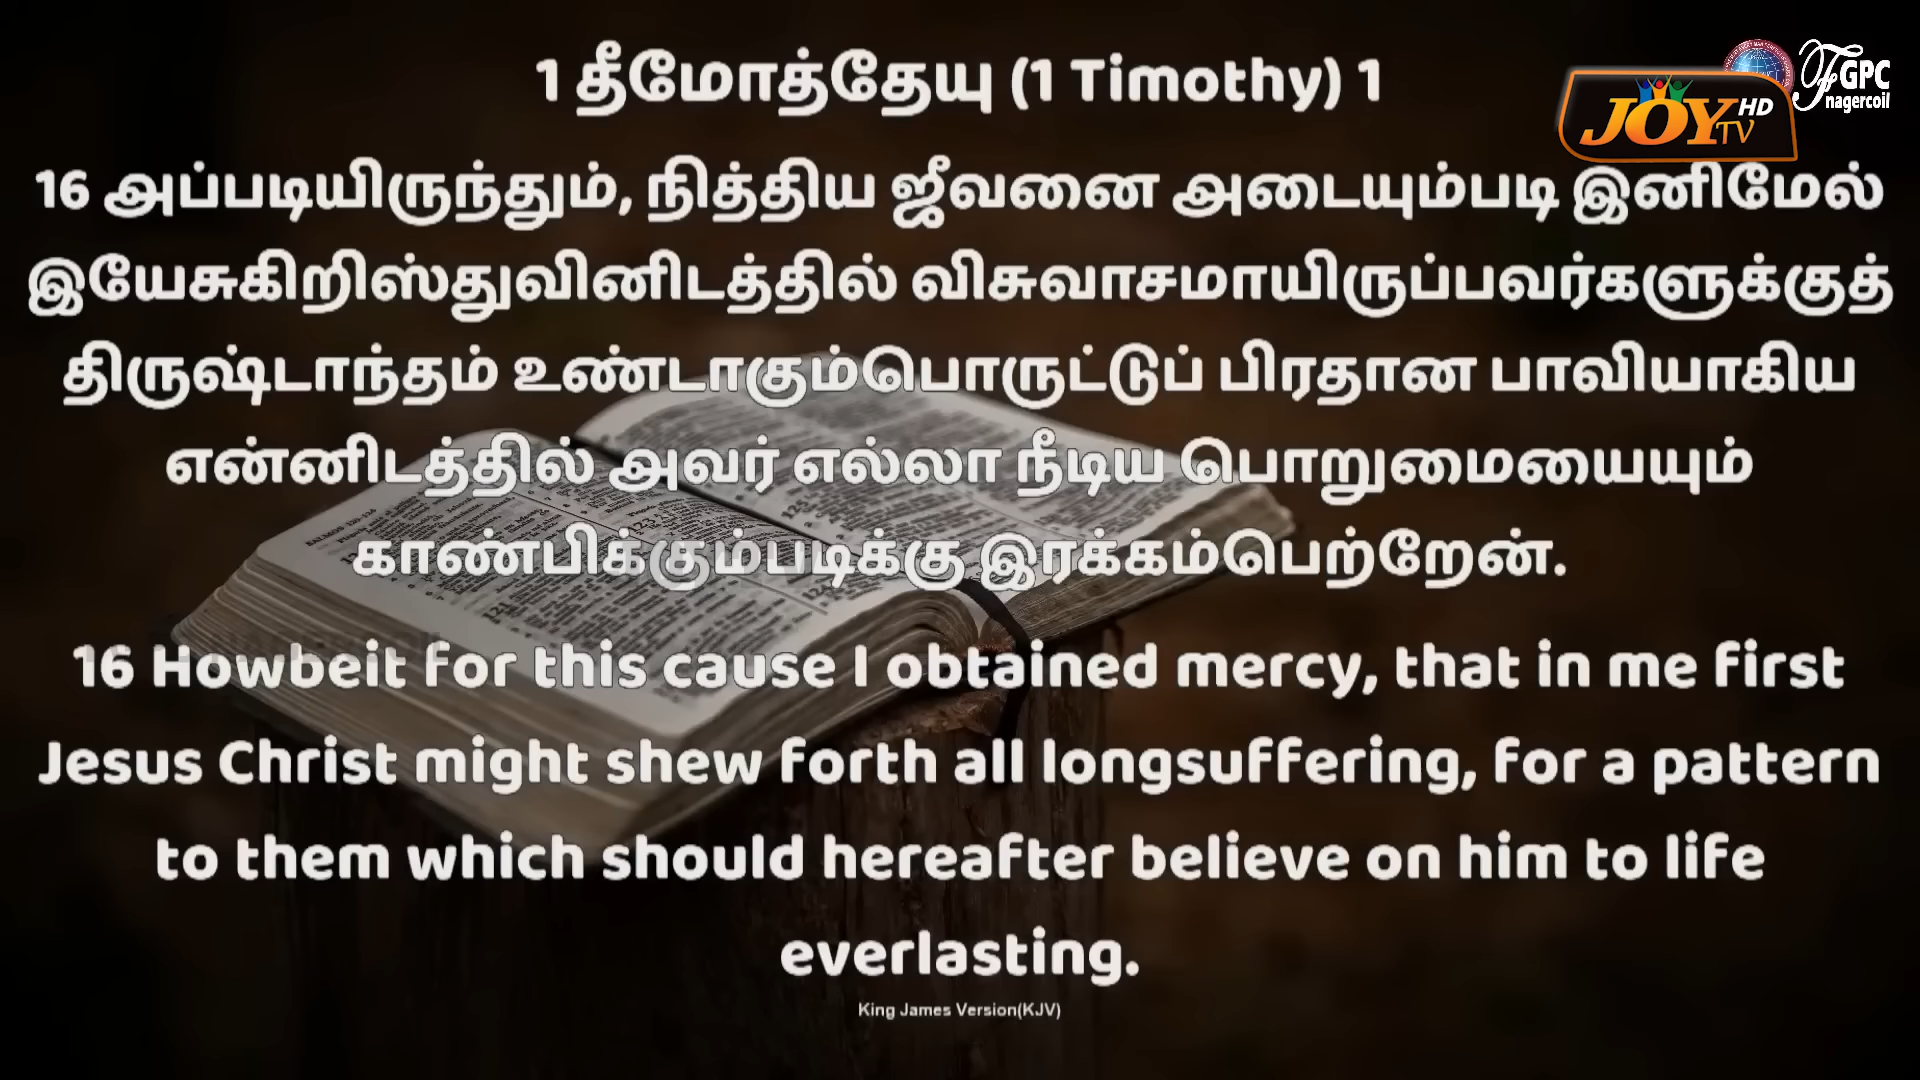 1 தீமோத்தேயு (1 Timothy) 1
JOY TV HD
FGPC nagercoil
16 அப்படியிருந்தும், நித்திய ஜீவனை அடையும்படி இனிமேல்
இயேசுகிறிஸ்துவினிடத்தில் விசுவாசமாயிருப்பவர்களுக்குத்
திருஷ்டாந்தம் உண்டாகும்பொருட்டுப் பிரதான பாவியாகிய
என்னிடத்தில் அவர் எல்லா நீடிய பொறுமையையும்
காண்பிக்கும்படிக்கு இரக்கம்பெற்றேன்.
16 Howbeit for this cause I obtained mercy, that in me first
Jesus Christ might shew forth all longsuffering, for a pattern
to them which should hereafter believe on him to life
everlasting.
King James Version(KJV)